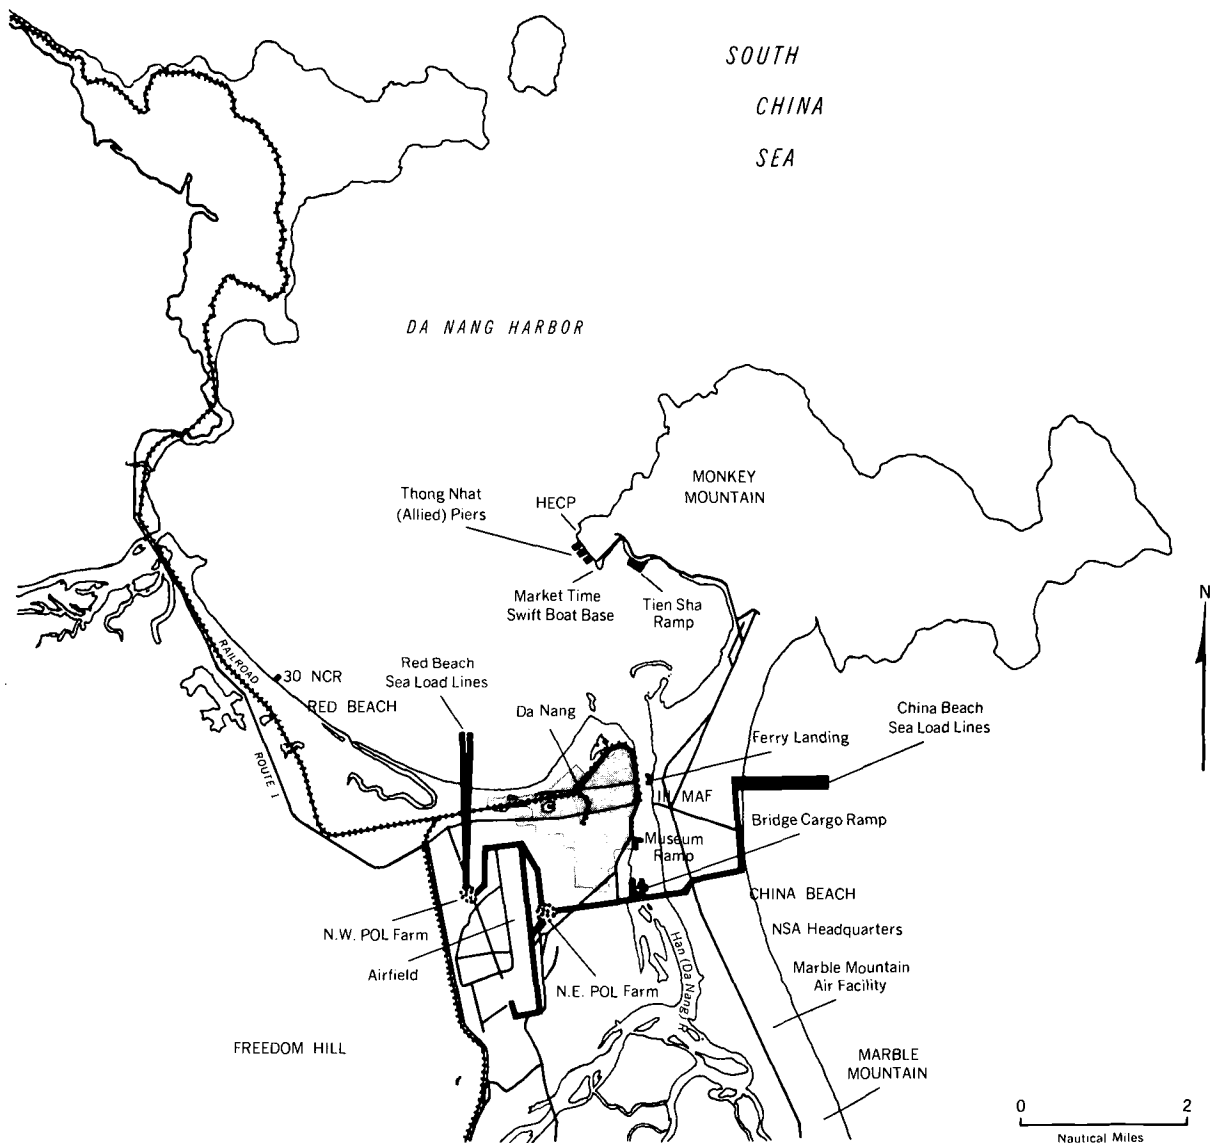 SOUTH
CHINA
SEA
DA NANG HARBOR
MONKEY
MOUNTAIN
Thong Nhat
(Allied) Piers
HECP
Market Time
Swift Boat Base
Tien Sha
Ramp
N
RAILROAD
30 NCR
RED BEACH
Red Beach
Sea Load Lines
Da Nang
China Beach
Sea Load Lines
Ferry Landing
ROUTE 1
III MAF
Bridge Cargo Ramp
Museum
Ramp
CHINA BEACH
N.W. POL Farm
NSA Headquarters
Airfield
Han (Da Nang) R
Marble Mountain
Air Facility
N.E. POL Farm
FREEDOM HILL
MARBLE
MOUNTAIN
0 2
Nautical Miles